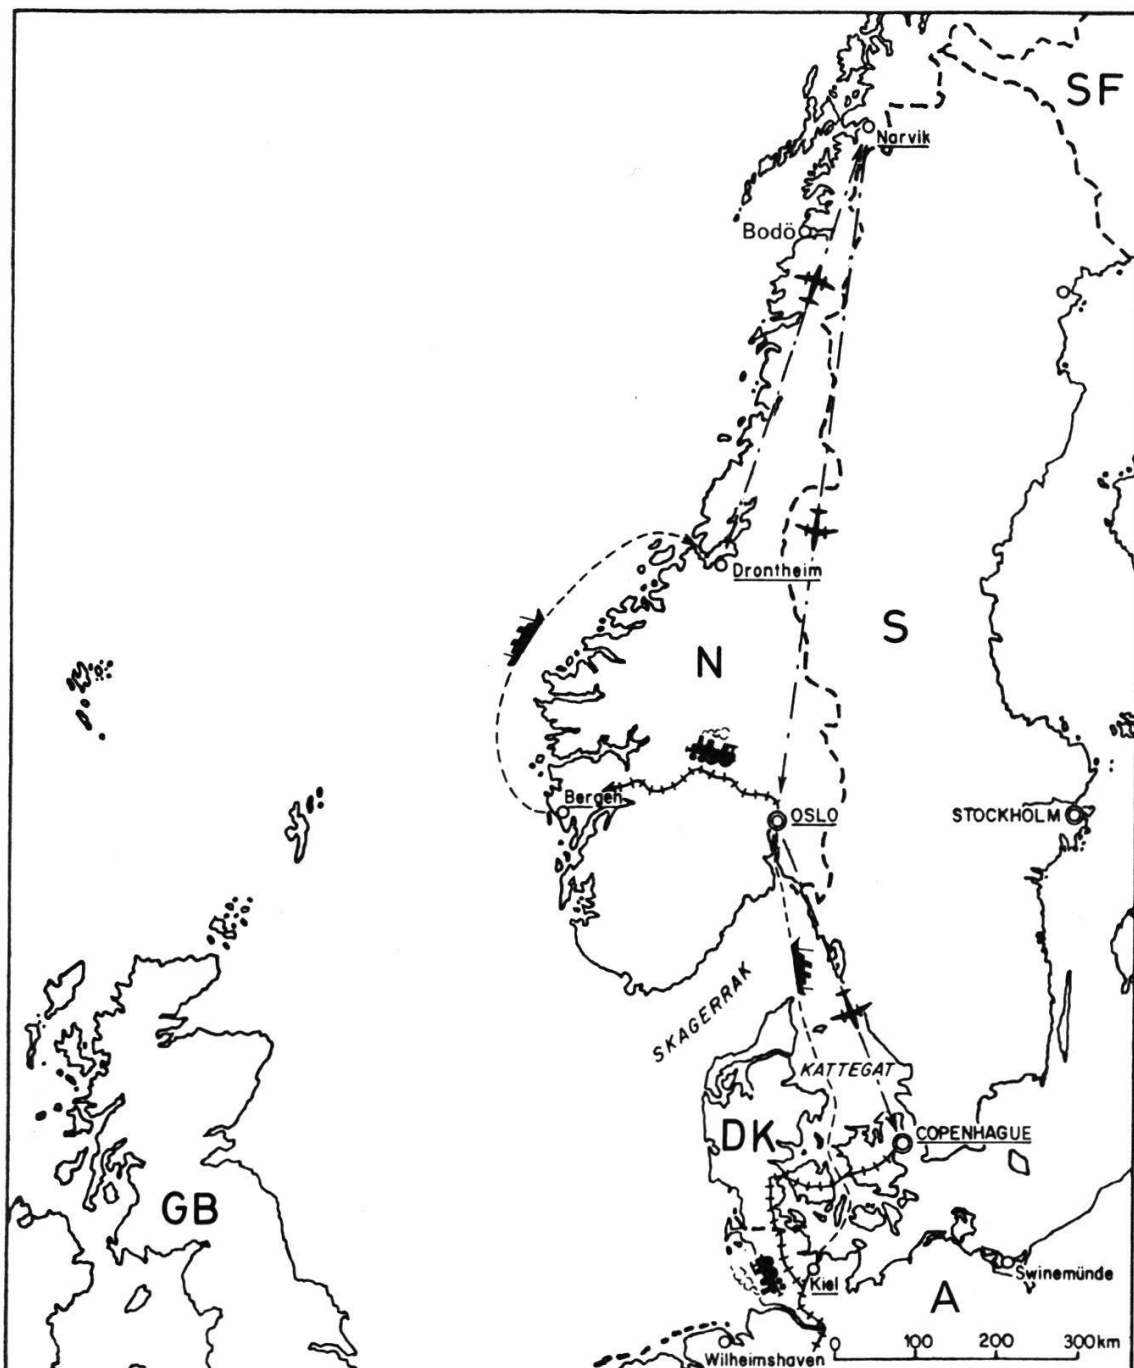 SF
Narvik
Bodö
Drontheim
S
N
Bergen
OSLO
STOCKHOLM
SKAGERRAK
KATTEGAT
DK
COPENHAGUE
GB
Kiel
Swinemünde
A
0 100 200 300km
Wilheimshaven